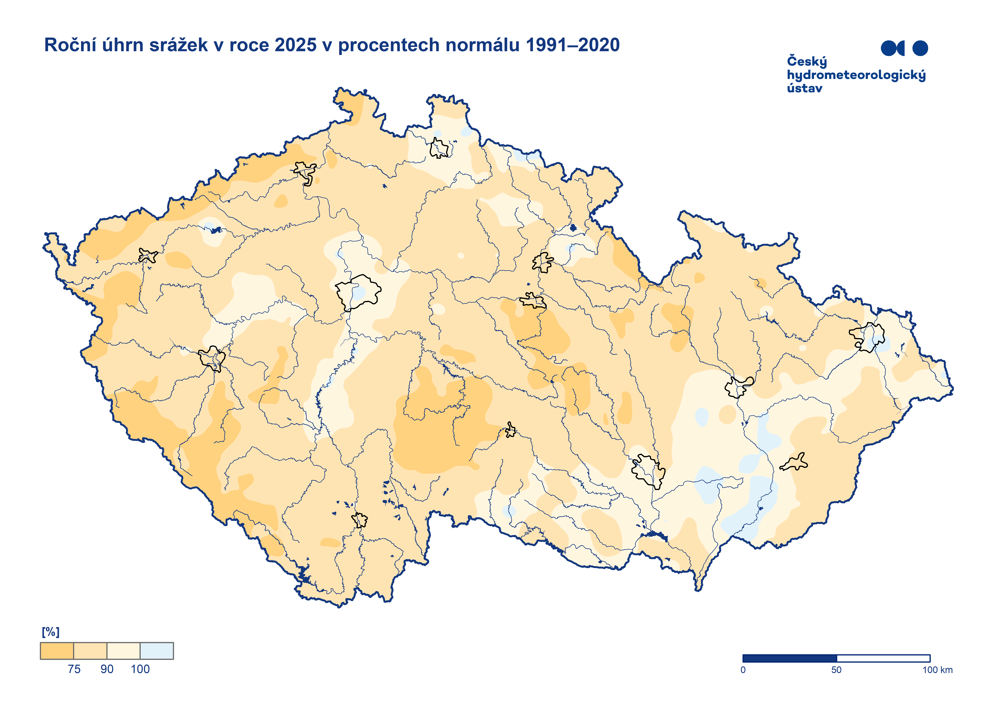 Roční úhrn srážek v roce 2025 v procentech normálu 1991–2020
Český
hydrometeorologický
ústav
[%]
75 90 100
0 50 100 km